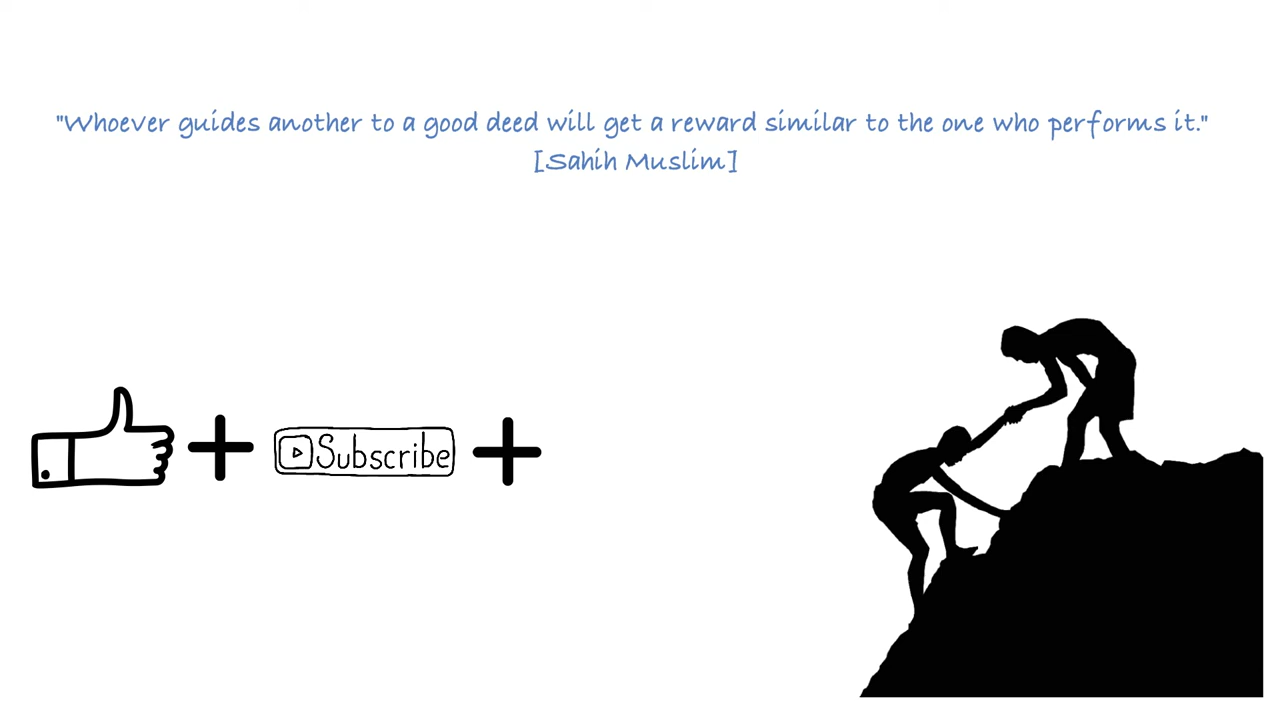 "Whoever guides another to a good deed will get a reward similar to the one who performs it."
[Sahih Muslim]
Subscribe